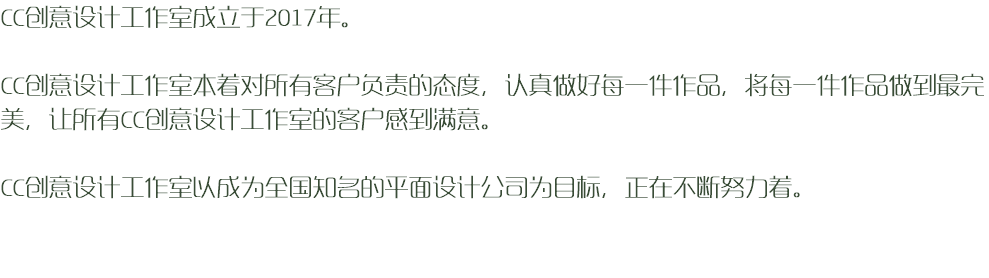 CC创意设计工作室成立于2017年。
CC创意设计工作室本着对所有客户负责的态度，认真做好每一件作品，将每一件作品做到最完
美，让所有CC创意设计工作室的客户感到满意。
CC创意设计工作室以成为全国知名的平面设计公司为目标，正在不断努力着。